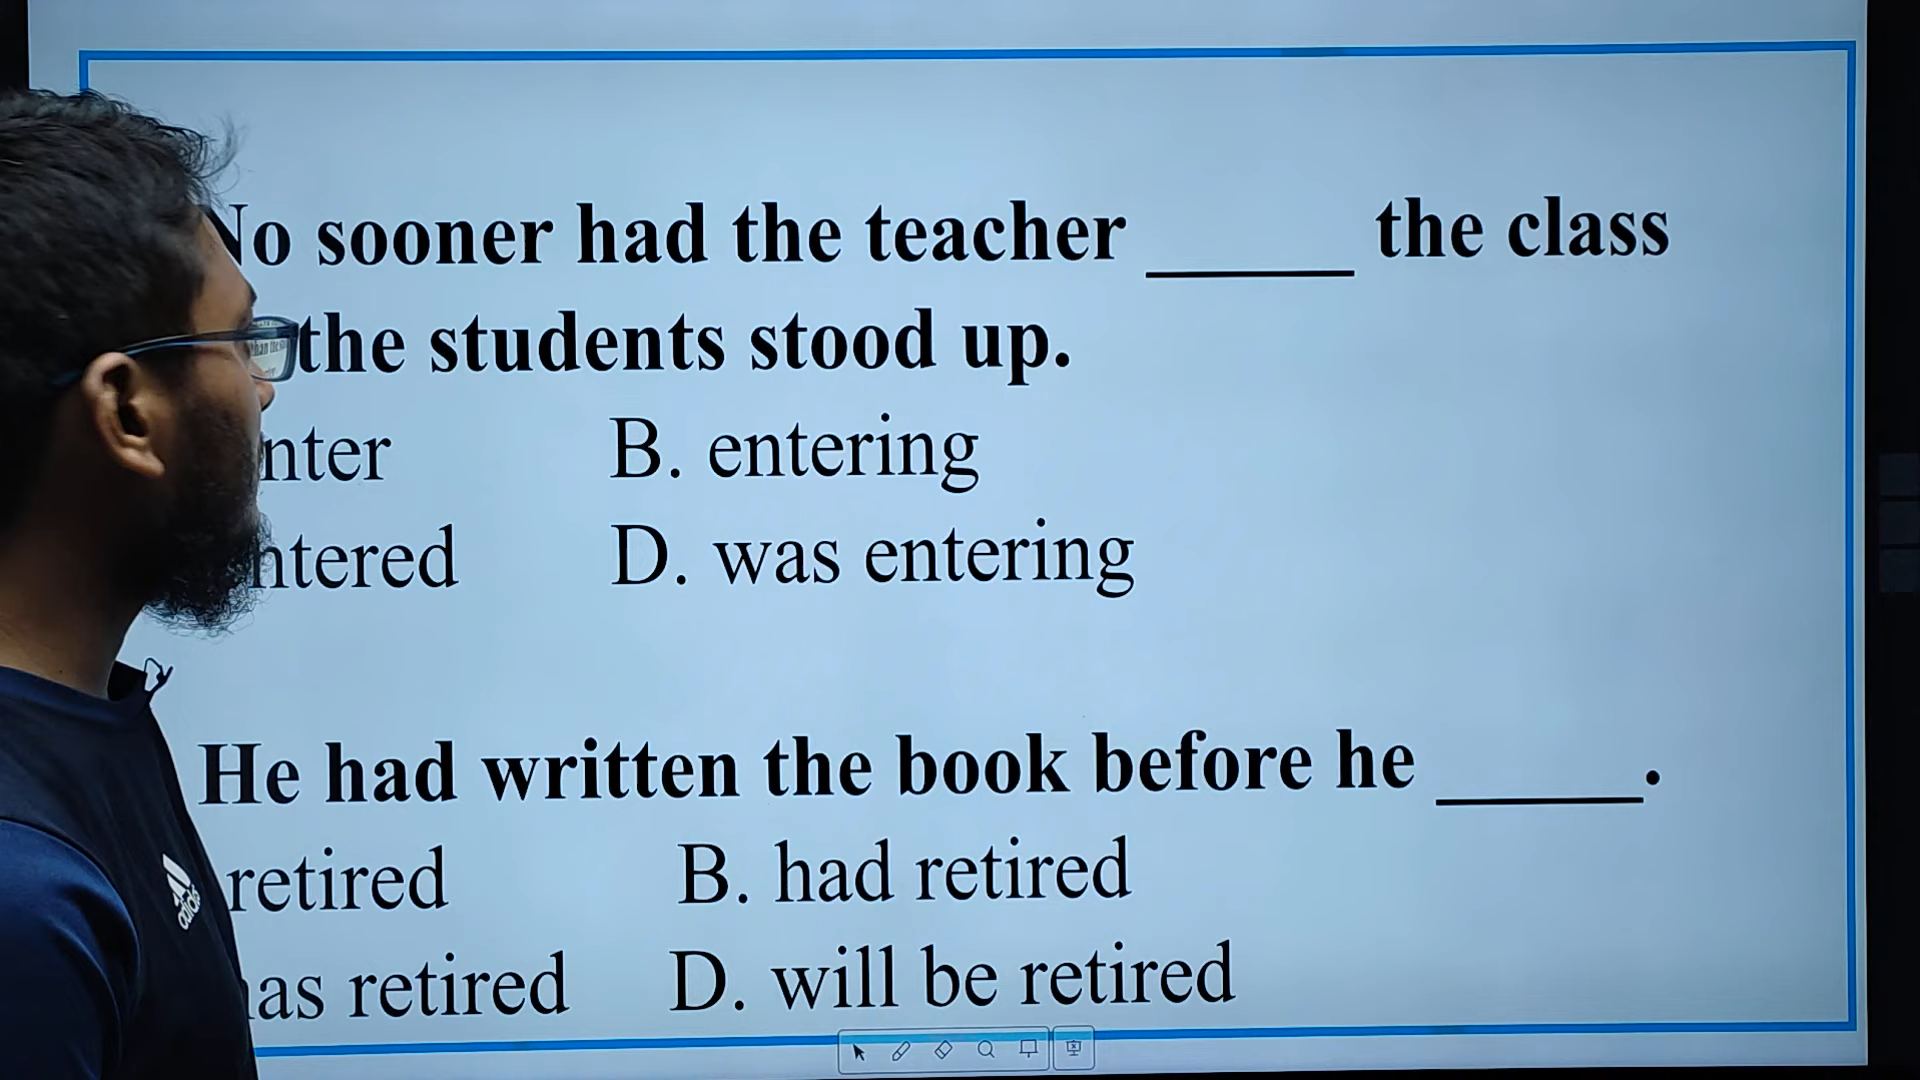 No sooner had the teacher _____ the class
the students stood up.
nter B. entering
ntered D. was entering
He had written the book before he _____.
retired B. had retired
as retired D. will be retired
adidas